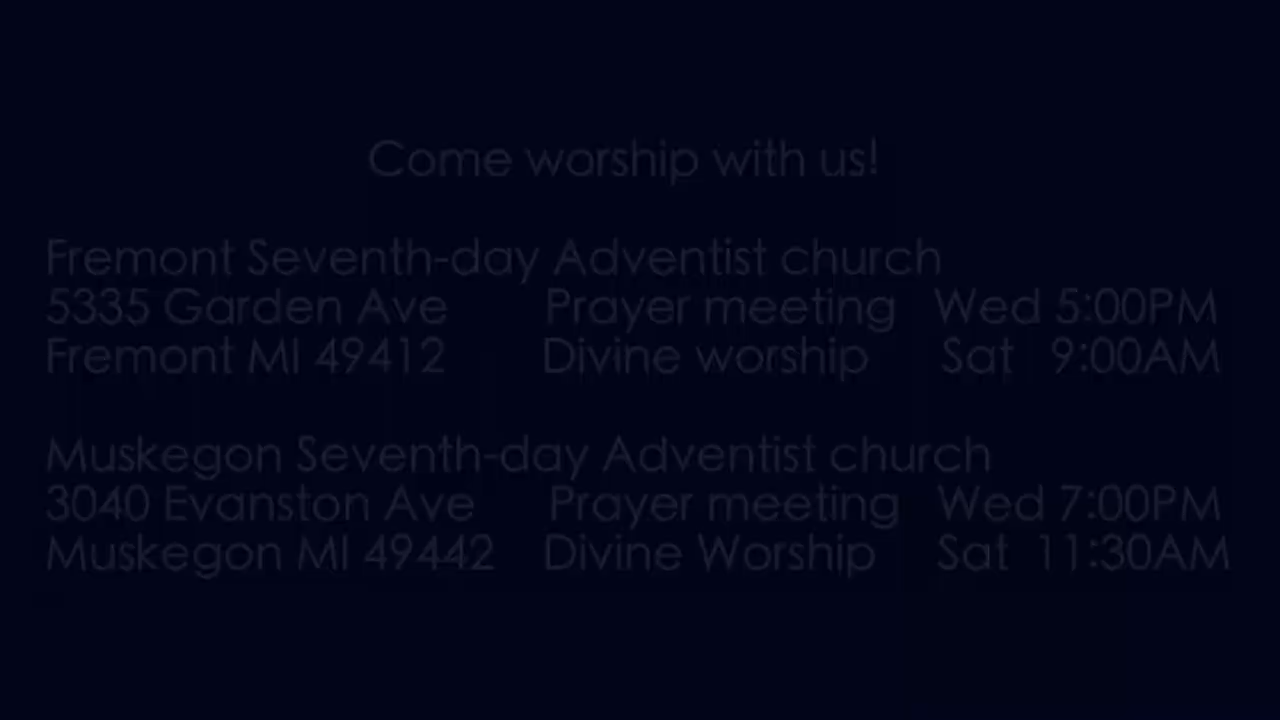 Come worship with us!
Fremont Seventh-day Adventist church
5335 Garden Ave Prayer meeting Wed 5:00PM
Fremont MI 49412 Divine worship Sat 9:00AM
Muskegon Seventh-day Adventist church
3040 Evanston Ave Prayer meeting Wed 7:00PM
Muskegon MI 49442 Divine Worship Sat 11:30AM